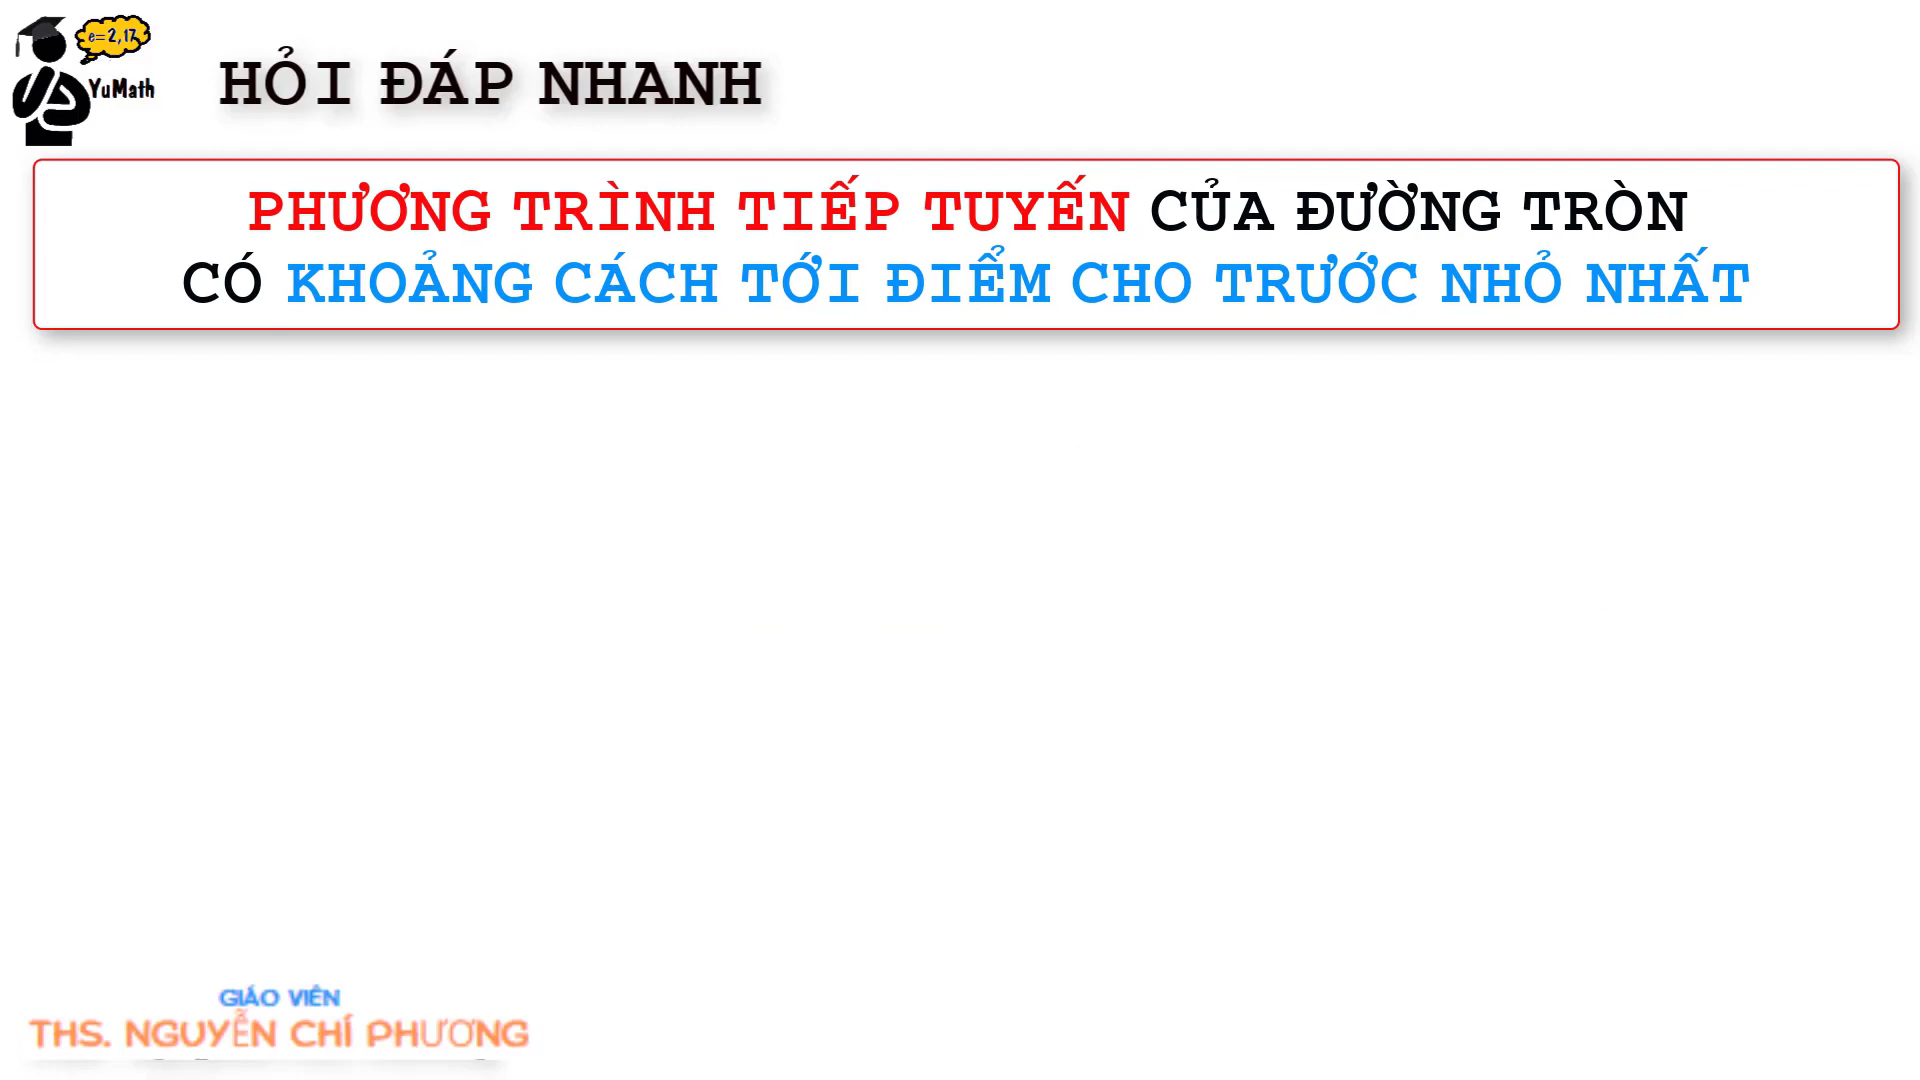 e=2,17
YuMath
HỎI ĐÁP NHANH
PHƯƠNG TRÌNH TIẾP TUYẾN CỦA ĐƯỜNG TRÒN
CÓ KHOẢNG CÁCH TỚI ĐIỂM CHO TRƯỚC NHỎ NHẤT
GIÁO VIÊN
THS. NGUYỄN CHÍ PHƯƠNG